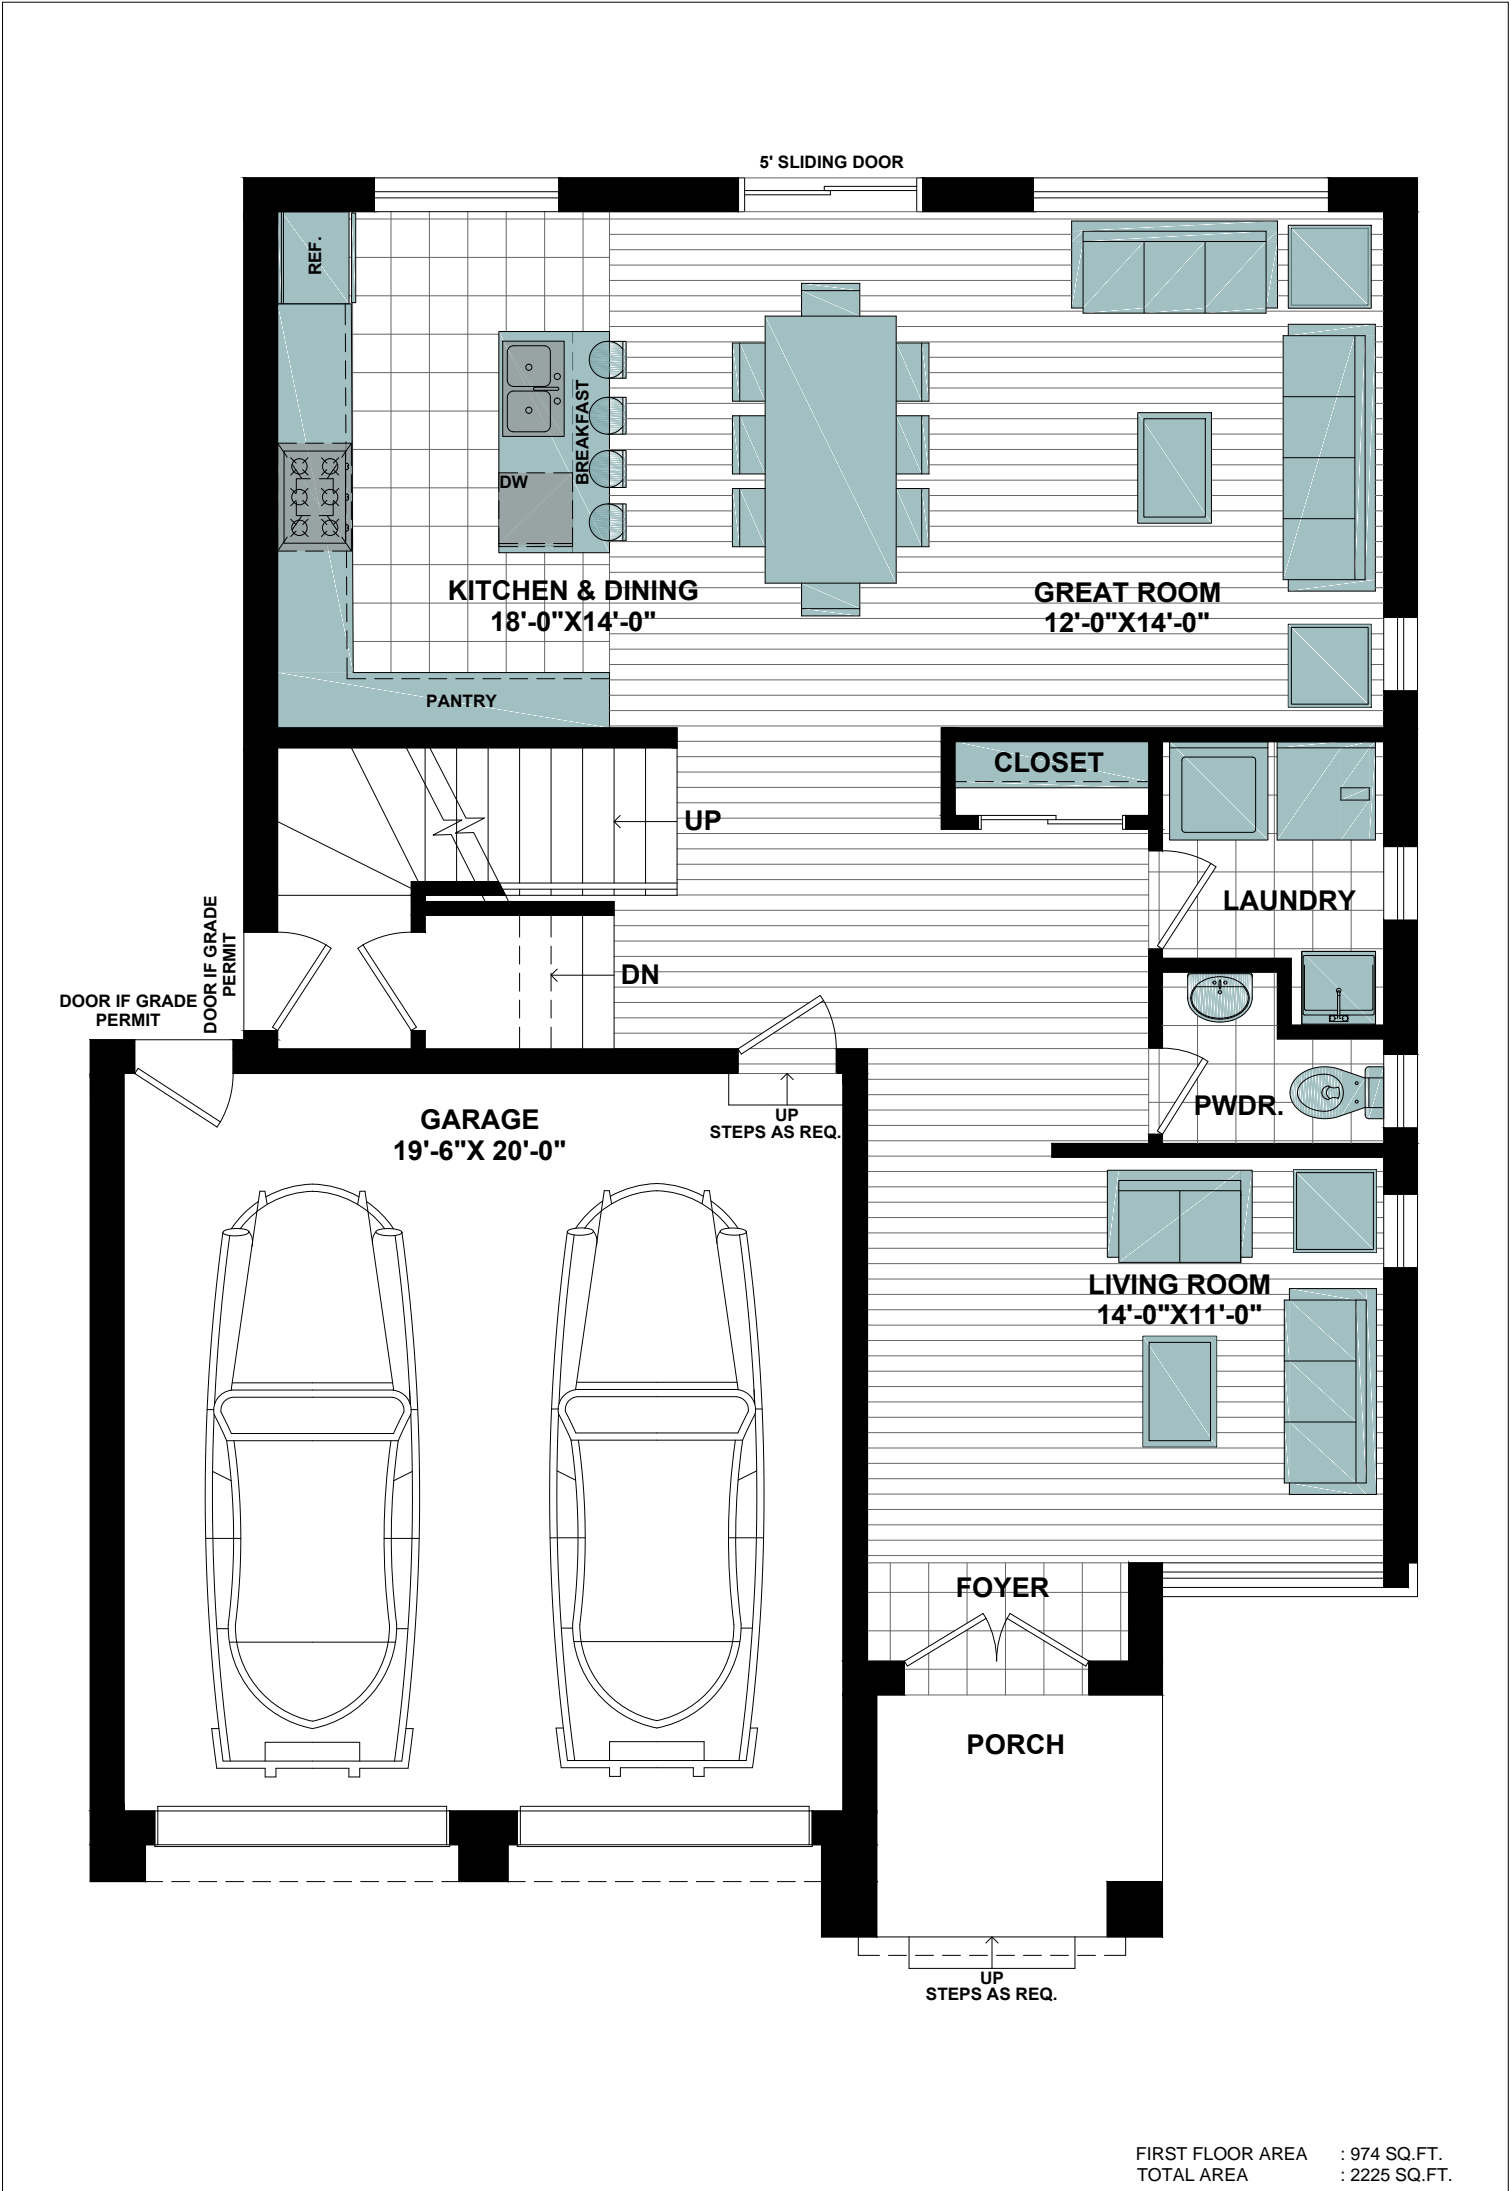 5' SLIDING DOOR
REF.
BREAKFAST
DW
KITCHEN & DINING
18'-0"X14'-0"
GREAT ROOM
12'-0"X14'-0"
PANTRY
CLOSET
UP
LAUNDRY
DOOR IF GRADE
PERMIT
DN
DOOR IF GRADE
PERMIT
GARAGE
19'-6"X 20'-0"
UP
STEPS AS REQ.
PWDR.
LIVING ROOM
14'-0"X11'-0"
FOYER
PORCH
UP
STEPS AS REQ.
FIRST FLOOR AREA : 974 SQ.FT.
TOTAL AREA : 2225 SQ.FT.